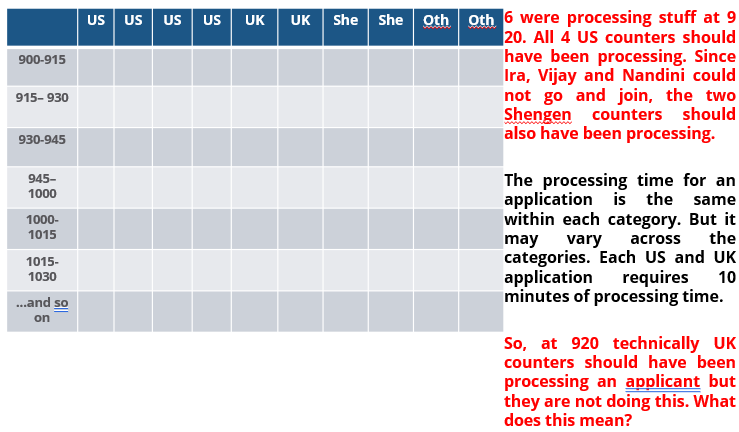 US US US US UK UK She She Oth Oth
900-915
915– 930
930-945
945–
1000
1000-
1015
1015-
1030
...and so
on
6 were processing stuff at 9
20. All 4 US counters should
have been processing. Since
Ira, Vijay and Nandini could
not go and join, the two
Shengen counters should
also have been processing.
The processing time for an
application is the same
within each category. But it
may vary across the
categories. Each US and UK
application requires 10
minutes of processing time.
So, at 920 technically UK
counters should have been
processing an applicant but
they are not doing this. What
does this mean?